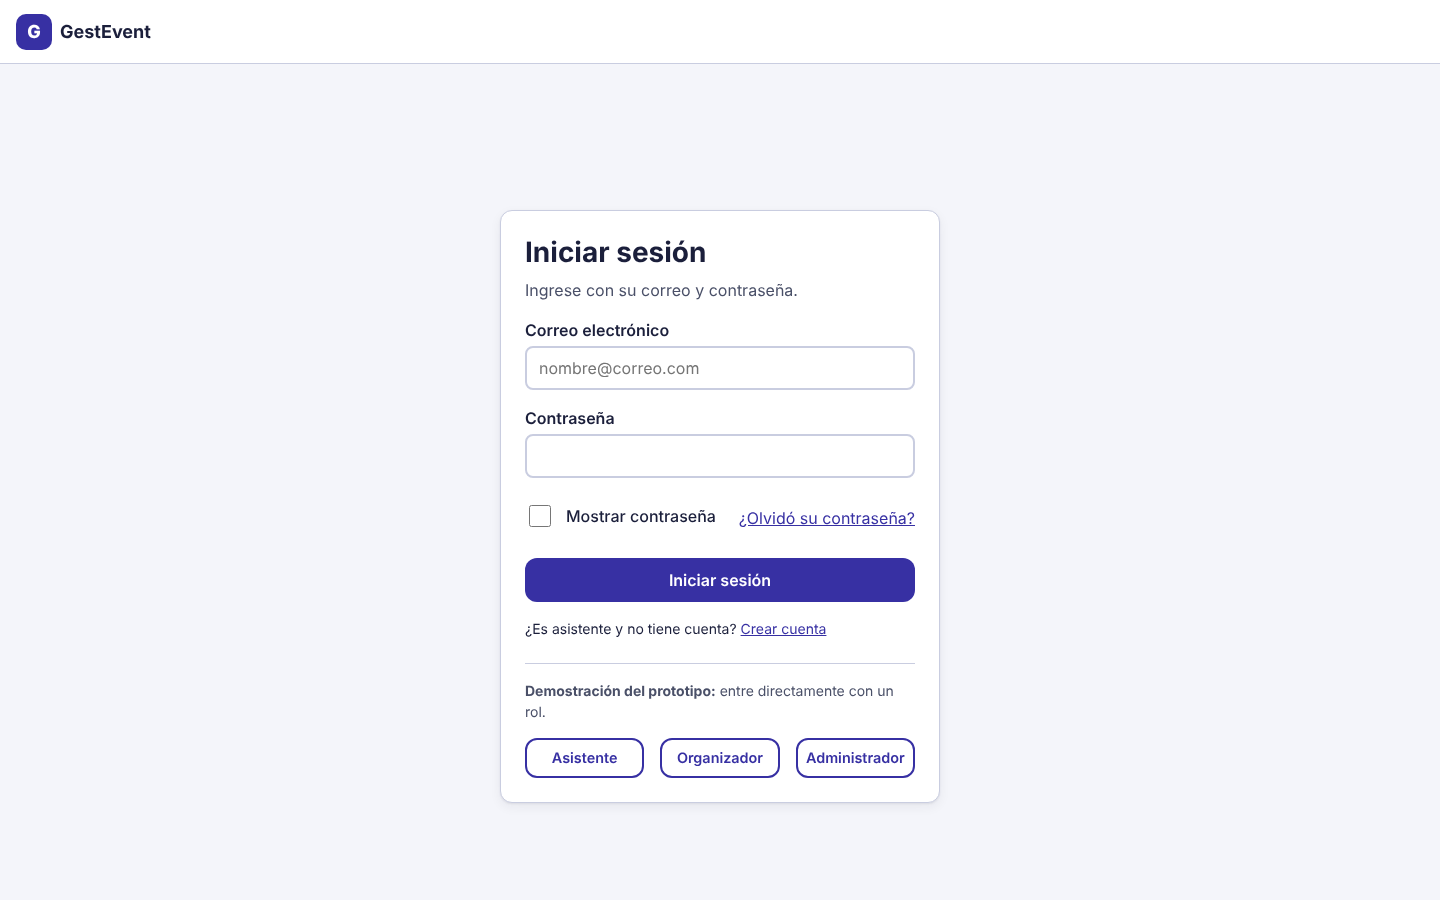 G GestEvent
Iniciar sesión
Ingrese con su correo y contraseña.
Correo electrónico
nombre@correo.com
Contraseña
Mostrar contraseña ¿Olvidó su contraseña?
Iniciar sesión
¿Es asistente y no tiene cuenta? Crear cuenta
Demostración del prototipo: entre directamente con un
rol.
Asistente Organizador Administrador